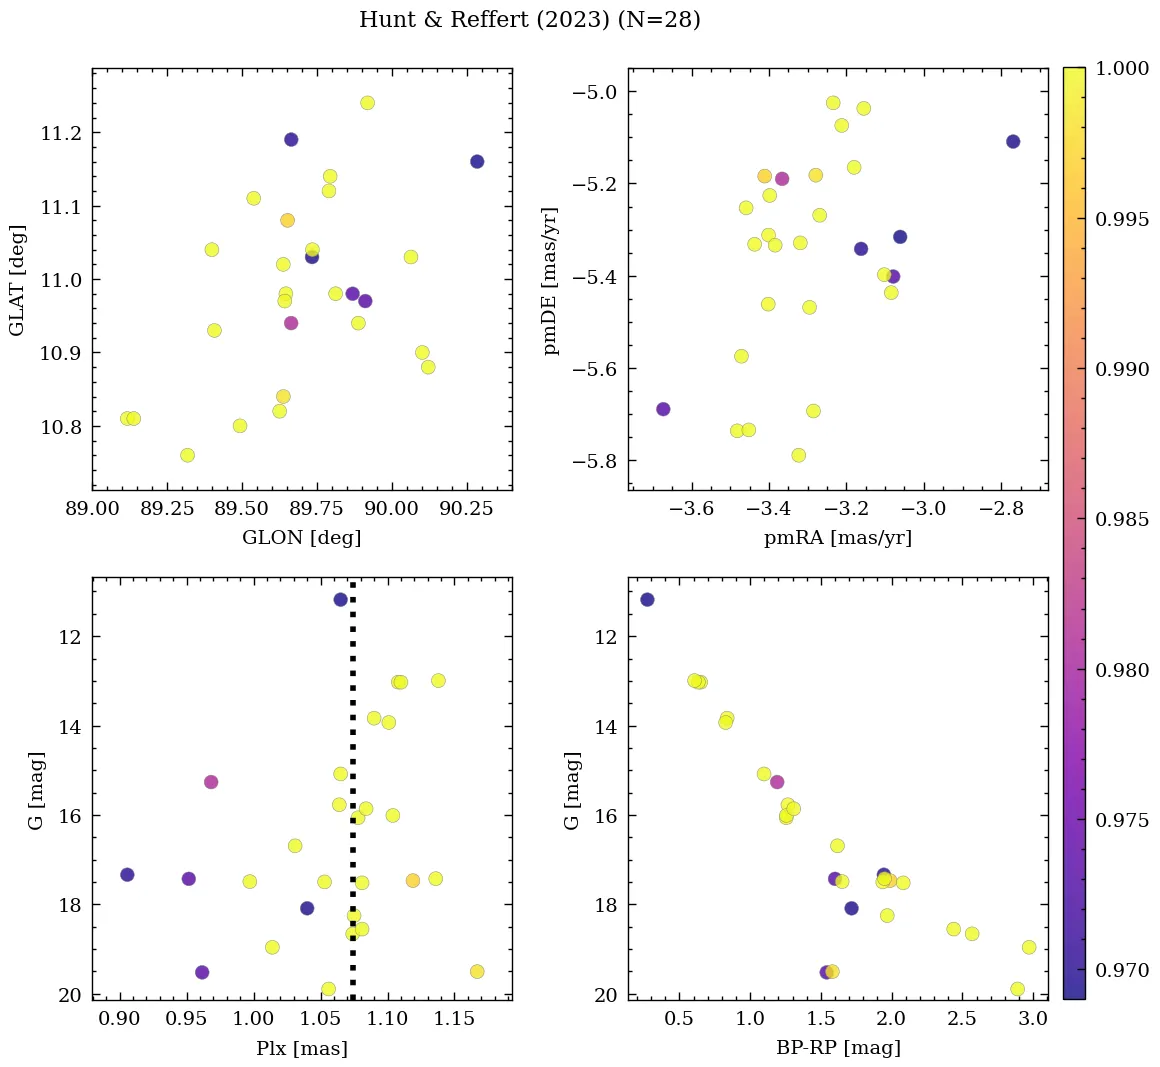 Hunt & Reffert (2023) (N=28)
GLAT [deg]
11.2
11.1
11.0
10.9
10.8
89.00 89.25 89.50 89.75 90.00 90.25
GLON [deg]
pmDE [mas/yr]
−5.0
−5.2
−5.4
−5.6
−5.8
−3.6 −3.4 −3.2 −3.0 −2.8
pmRA [mas/yr]
G [mag]
12
14
16
18
20
0.90 0.95 1.00 1.05 1.10 1.15
Plx [mas]
G [mag]
12
14
16
18
20
0.5 1.0 1.5 2.0 2.5 3.0
BP-RP [mag]
1.000
0.995
0.990
0.985
0.980
0.975
0.970